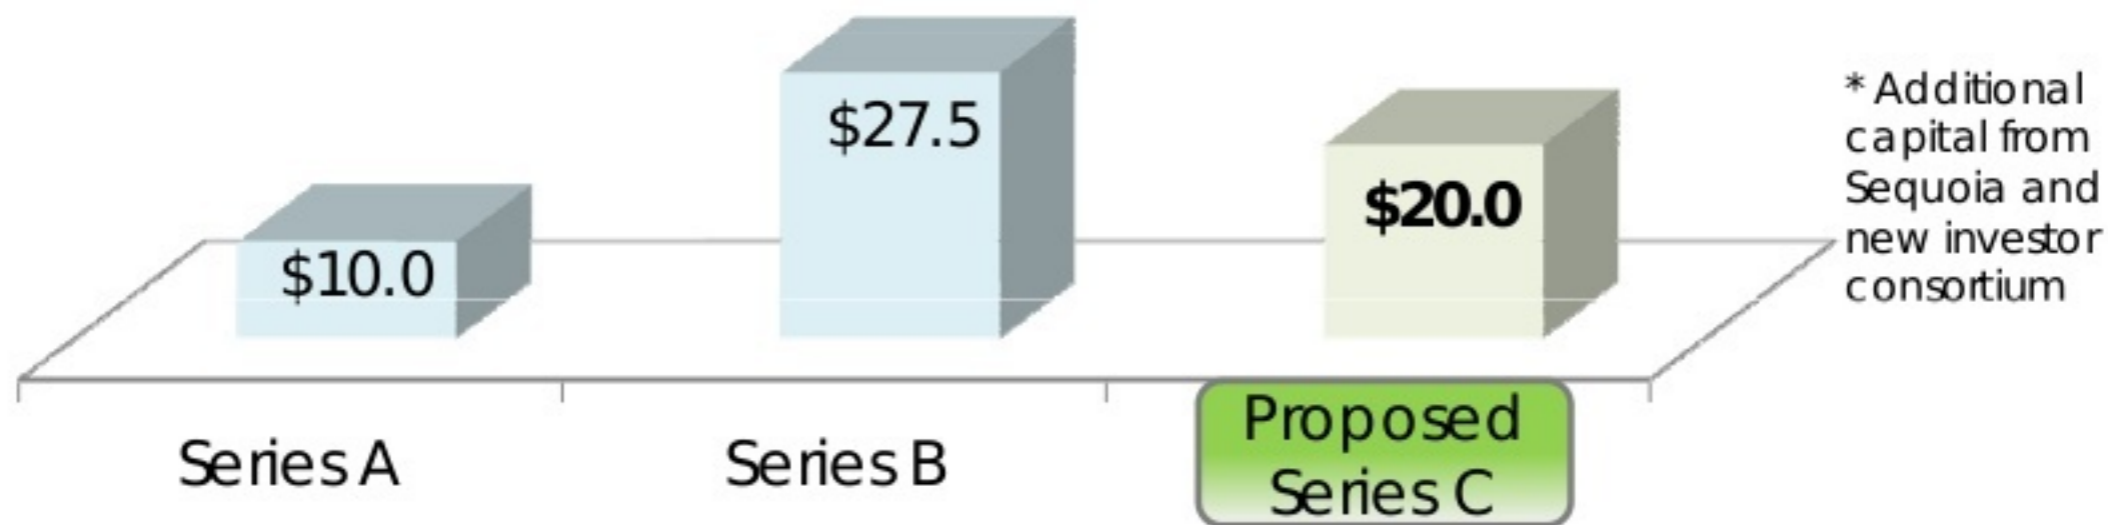 $10.0
$27.5
$20.0
* Additional
capital from
Sequoia and
new investor
consortium
Series A
Series B
Proposed
Series C